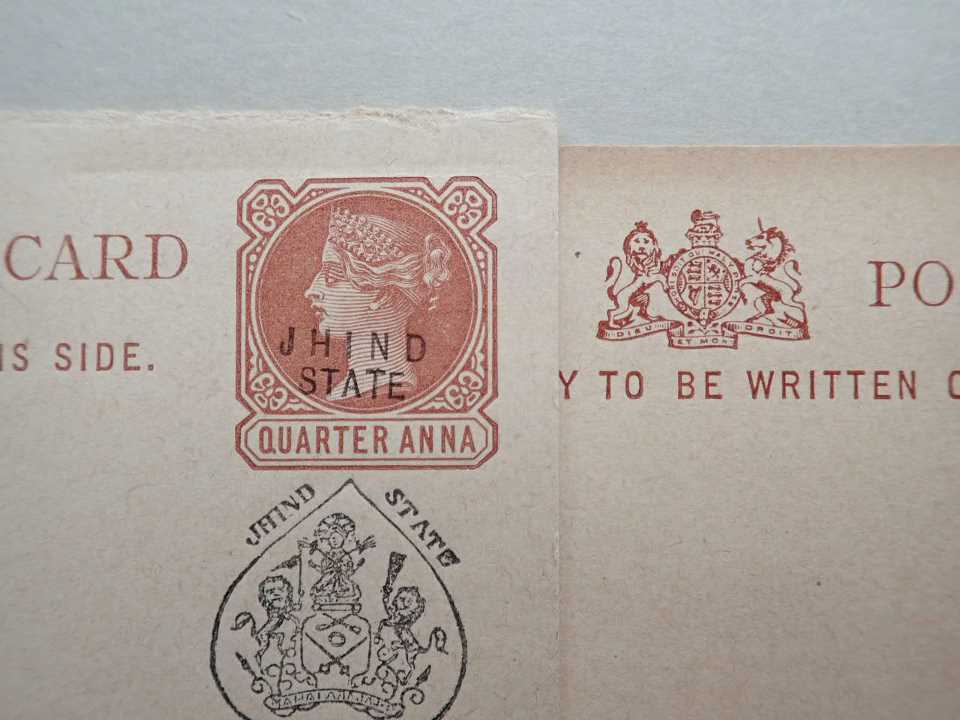 CARD
IS SIDE.
JHIND
STATE
QUARTER ANNA
JHIND STATE
PO
DIEU ET MON DROIT
Y TO BE WRITTEN O